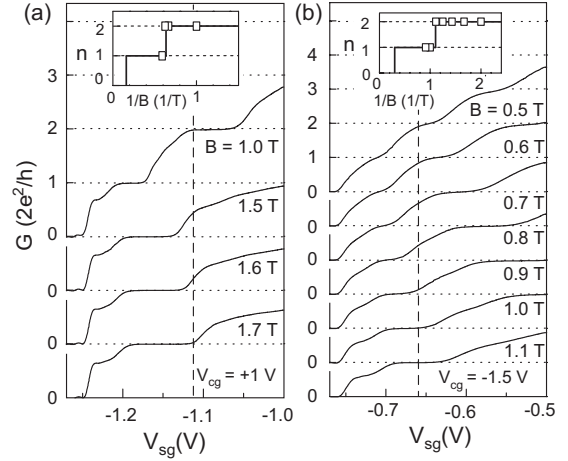 (a)
2
1
0
n
0
1
1/B (1/T)
3
2
1
0
0
0
0
G (2e²/h)
B = 1.0 T
1.5 T
1.6 T
1.7 T
V_cg = +1 V
-1.2
-1.1
-1.0
V_sg(V)
(b)
2
1
0
n
0
1
2
1/B (1/T)
5
4
3
2
1
0
0
0
0
0
0
0
B = 0.5 T
0.6 T
0.7 T
0.8 T
0.9 T
1.0 T
1.1 T
V_cg = -1.5 V
-0.7
-0.6
-0.5
V_sg(V)